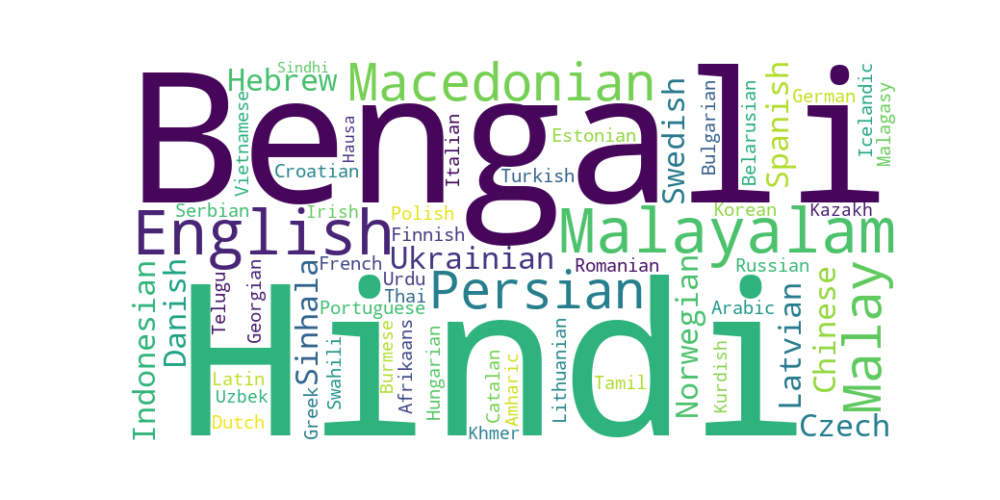 Sindhi
Hebrew
Macedonian
Bengali
Vietnamese
Croatian
Hausa
Italian
Estonian
Turkish
Swedish
Bulgarian
Belarusian
Spanish
German
Icelandic
Malagasy
Serbian
Irish
Polish
Korean
Kazakh
English
Finnish
Malayalam
French
Ukrainian
Romanian
Russian
Indonesian
Danish
Telugu
Georgian
Sinhala
Urdu
Thai
Persian
Portuguese
Norwegian
Arabic
Latvian
Chinese
Malay
Hindi
Latin
Uzbek
Dutch
Greek
Swahili
Burmese
Afrikaans
Hungarian
Catalan
Amharic
Khmer
Lithuanian
Tamil
Kurdish
Czech